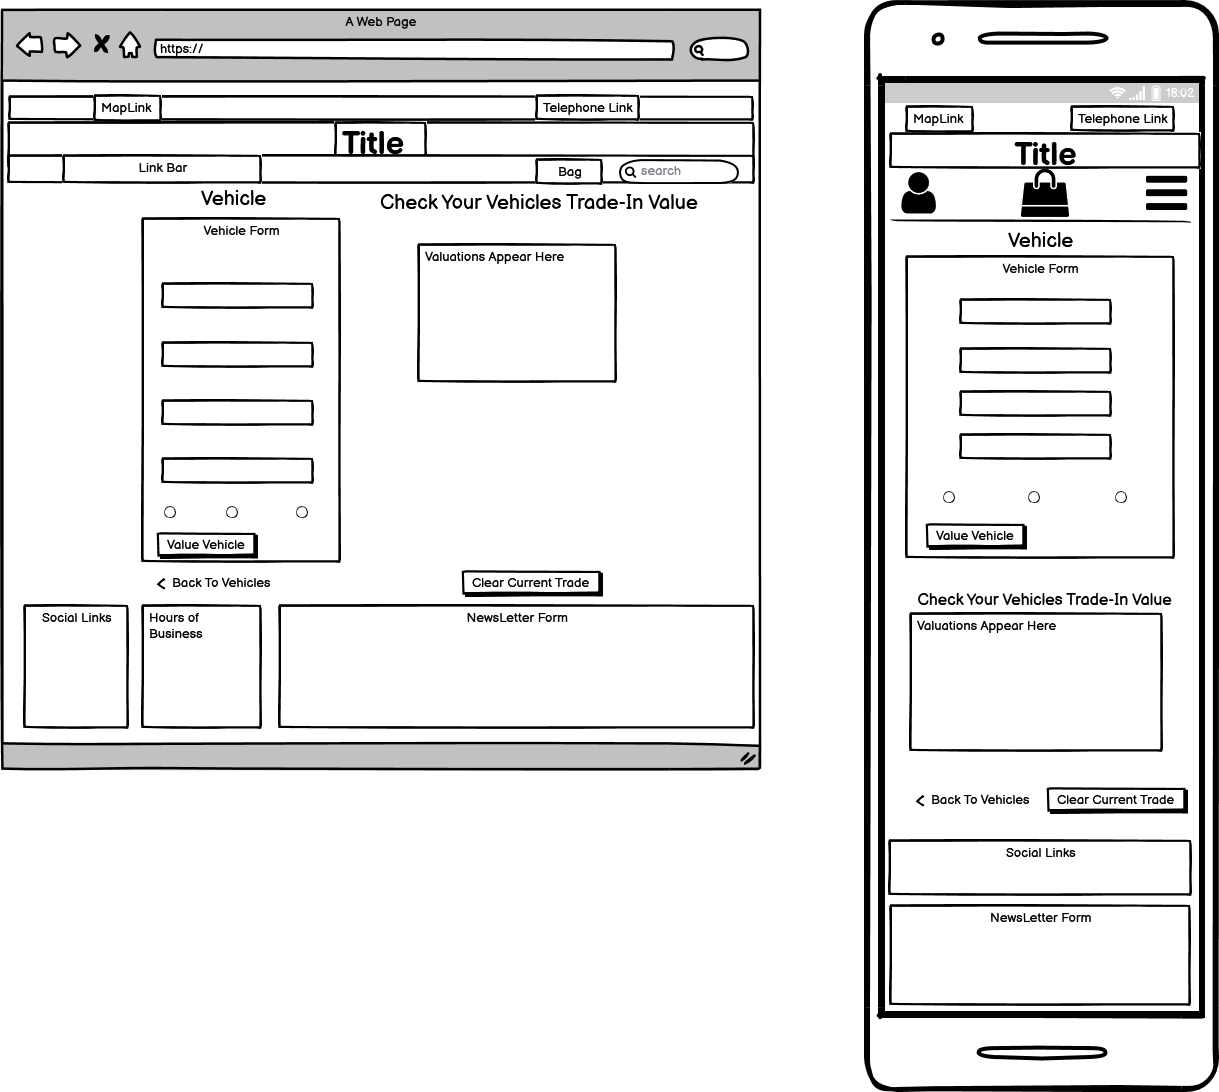 A Web Page
https://
MapLink
Telephone Link
Title
Link Bar
Bag
search
Vehicle
Check Your Vehicles Trade-In Value
Vehicle Form
Valuations Appear Here
Value Vehicle
Back To Vehicles
Clear Current Trade
Social Links
Hours of
Business
NewsLetter Form
18:02
MapLink
Telephone Link
Title
Vehicle
Vehicle Form
Value Vehicle
Check Your Vehicles Trade-In Value
Valuations Appear Here
Back To Vehicles
Clear Current Trade
Social Links
NewsLetter Form